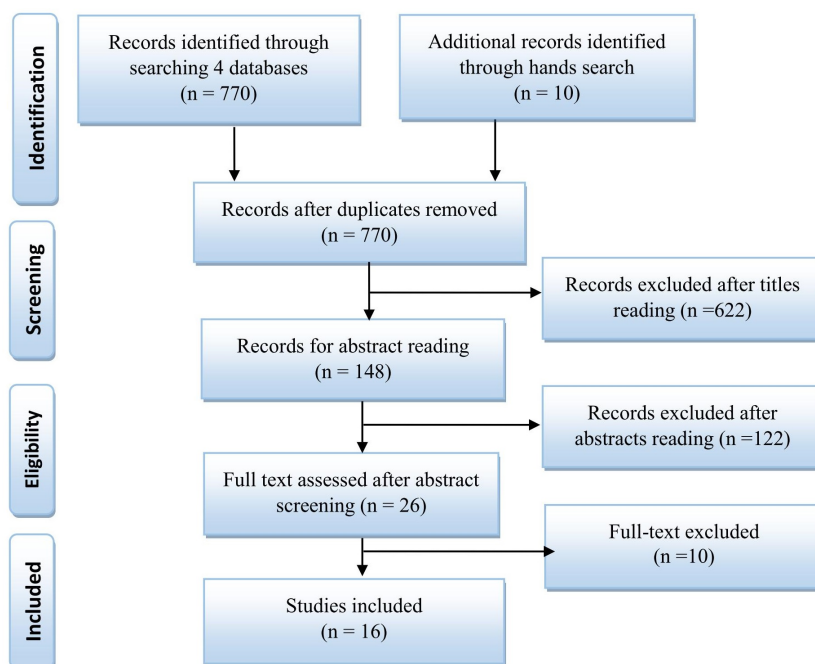 Identification
Records identified through
searching 4 databases
(n = 770)
Additional records identified
through hands search
(n = 10)
Records after duplicates removed
(n = 770)
Screening
Records excluded after titles
reading (n =622)
Records for abstract reading
(n = 148)
Eligibility
Records excluded after
abstracts reading (n =122)
Full text assessed after abstract
screening (n = 26)
Full-text excluded
(n =10)
Included
Studies included
(n = 16)